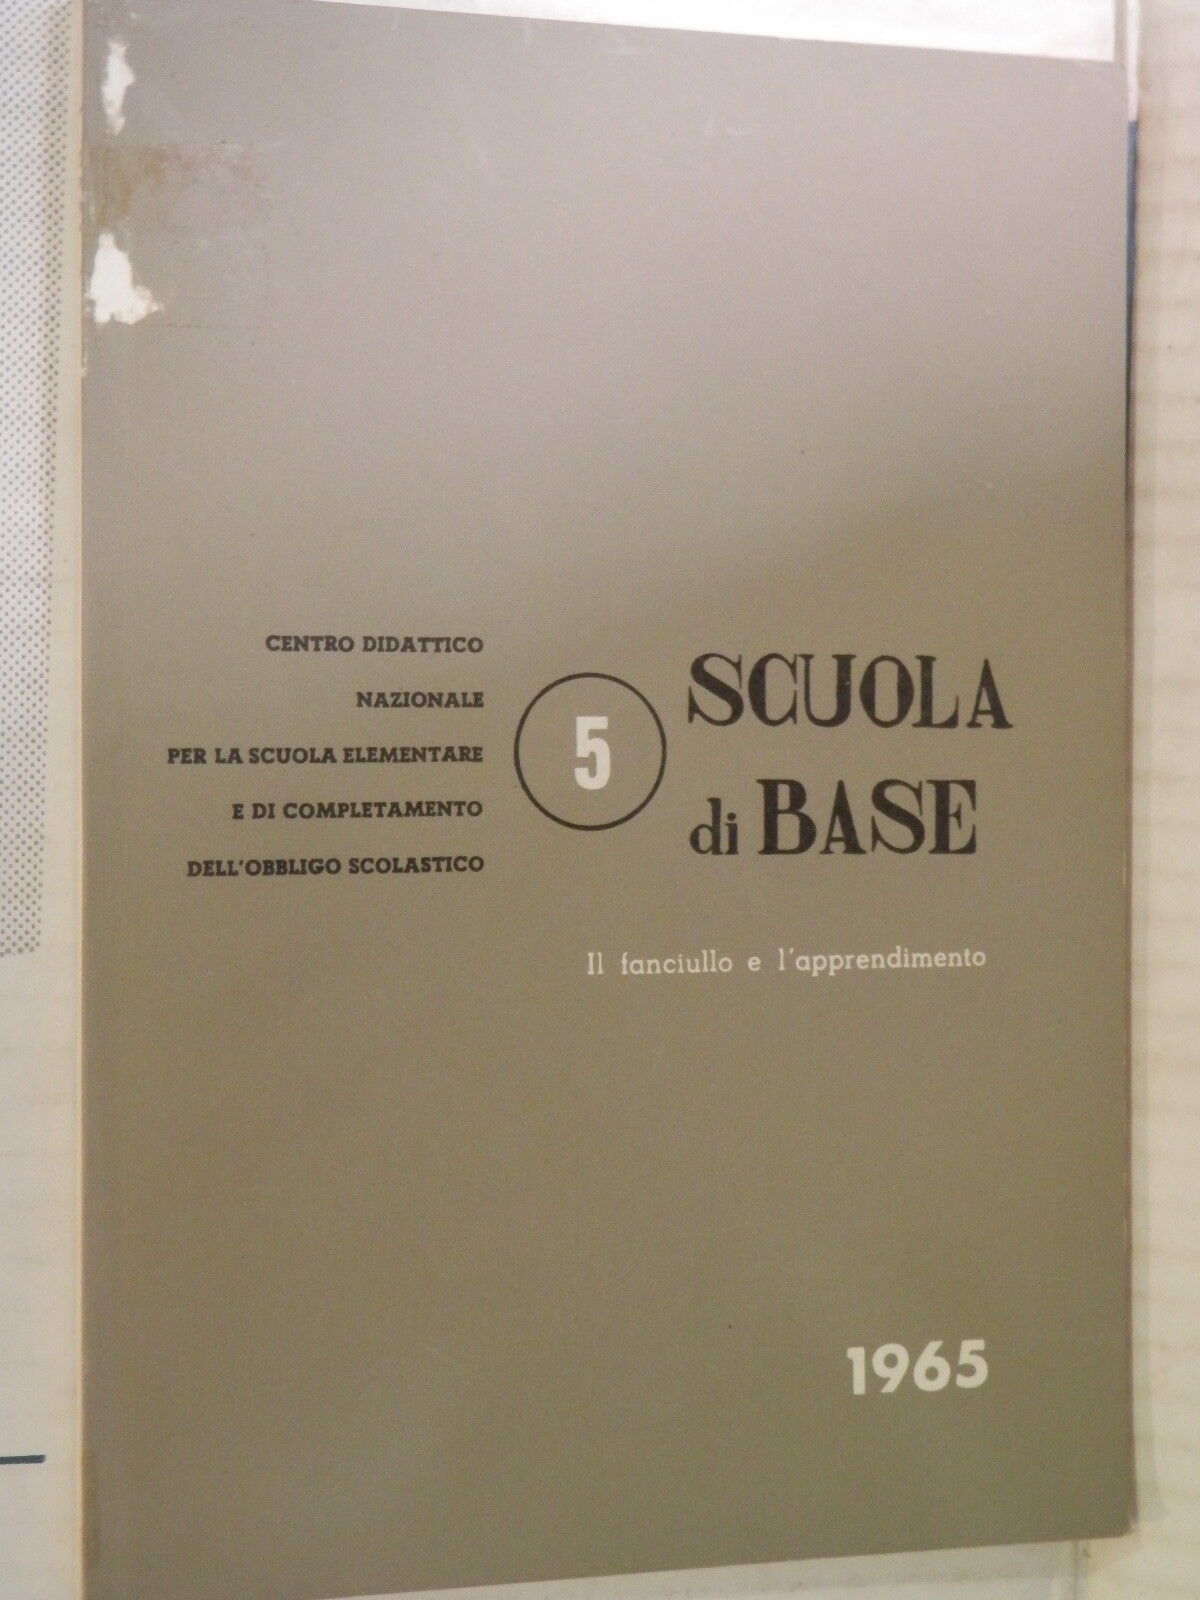 CENTRO DIDATTICO
NAZIONALE
PER LA SCUOLA ELEMENTARE
E DI COMPLETAMENTO
DELL'OBBLIGO SCOLASTICO
5
SCUOLA
di BASE
Il fanciullo e l'apprendimento
1965